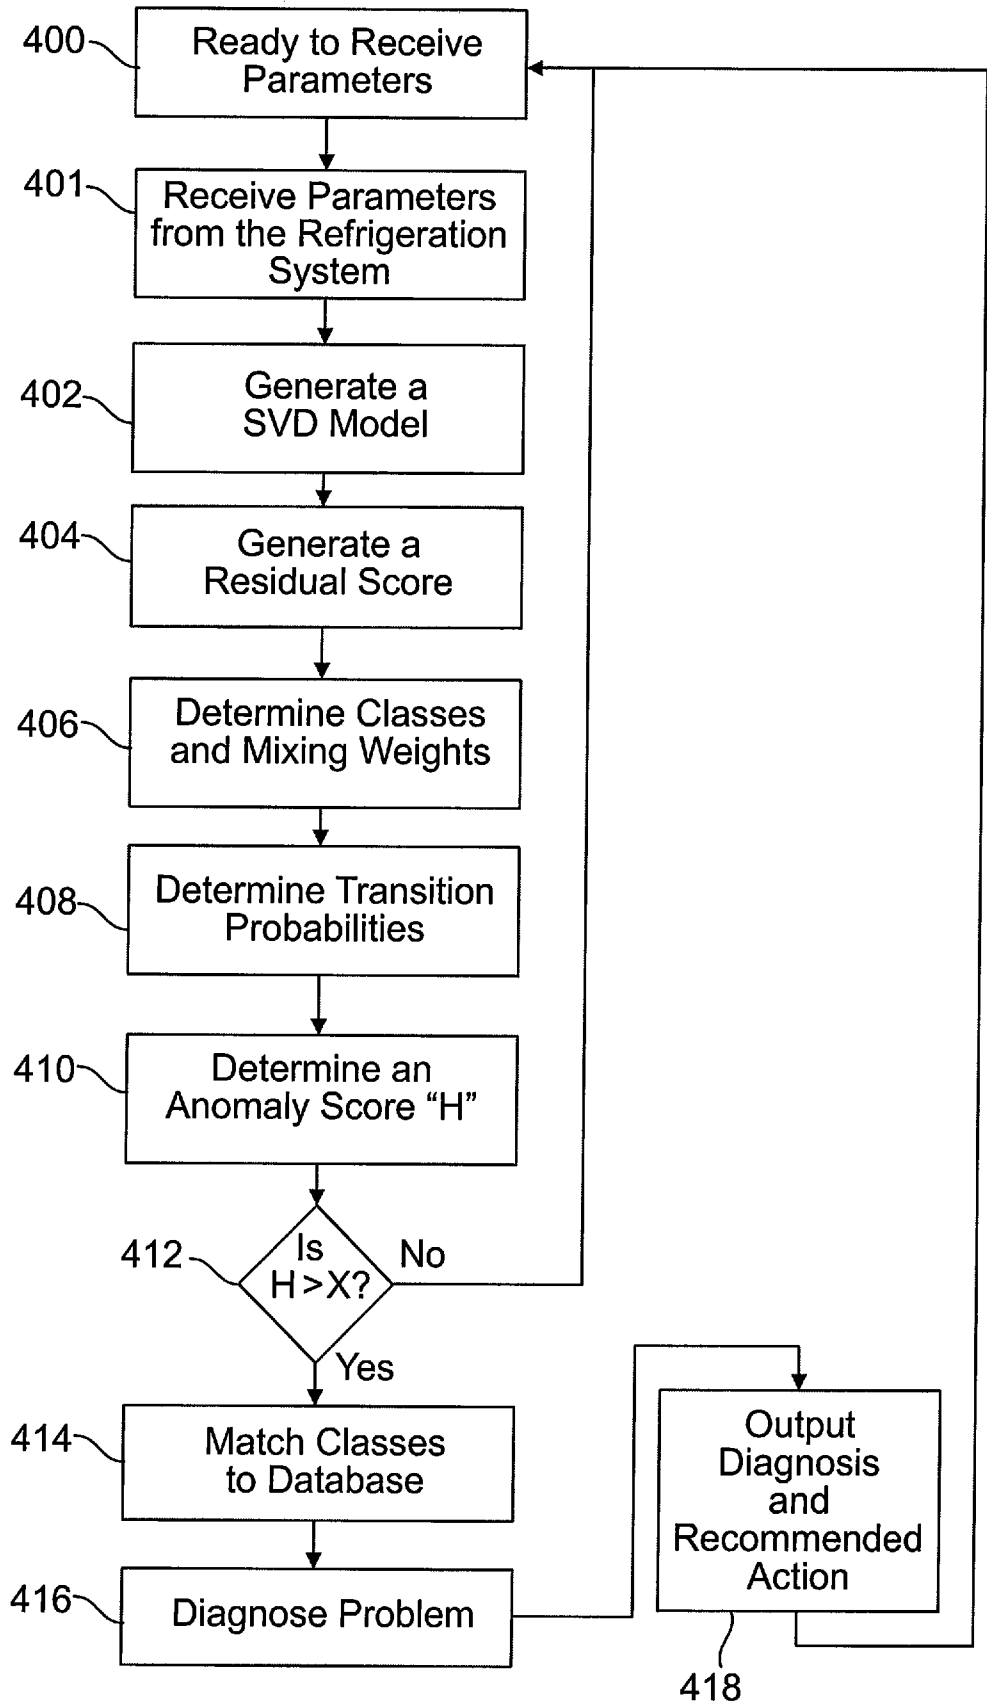 400
Ready to Receive
Parameters
401
Receive Parameters
from the Refrigeration
System
402
Generate a
SVD Model
404
Generate a
Residual Score
406
Determine Classes
and Mixing Weights
408
Determine Transition
Probabilities
410
Determine an
Anomaly Score “H”
412
Is
H >X?
No
Yes
414
Match Classes
to Database
416
Diagnose Problem
Output
Diagnosis
and
Recommended
Action
418